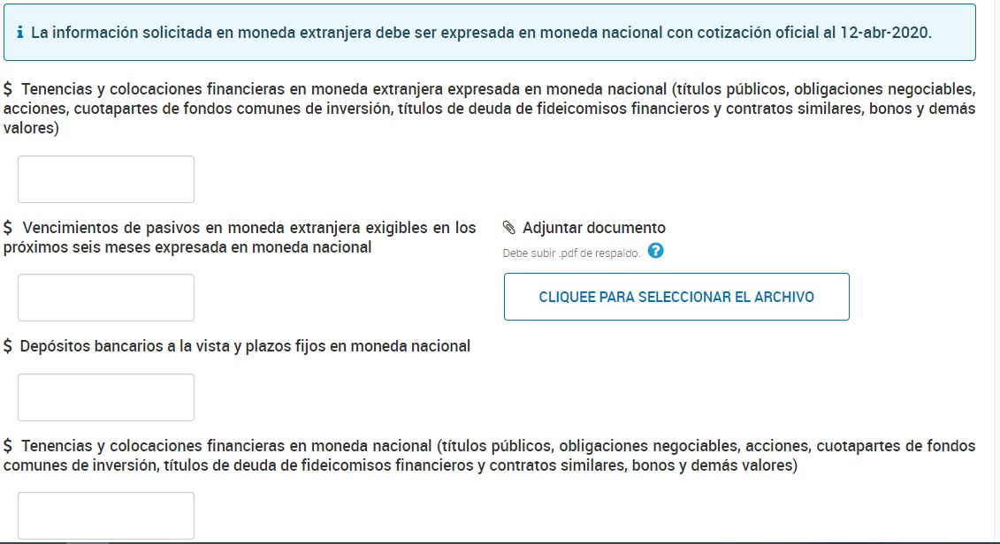 La información solicitada en moneda extranjera debe ser expresada en moneda nacional con cotización oficial al 12-abr-2020.
$ Tenencias y colocaciones financieras en moneda extranjera expresada en moneda nacional (títulos públicos, obligaciones negociables,
acciones, cuotapartes de fondos comunes de inversión, títulos de deuda de fideicomisos financieros y contratos similares, bonos y demás
valores)
$ Vencimientos de pasivos en moneda extranjera exigibles en los
próximos seis meses expresada en moneda nacional
Adjuntar documento
Debe subir .pdf de respaldo. ?
CLIQUEE PARA SELECCIONAR EL ARCHIVO
$ Depósitos bancarios a la vista y plazos fijos en moneda nacional
$ Tenencias y colocaciones financieras en moneda nacional (títulos públicos, obligaciones negociables, acciones, cuotapartes de fondos
comunes de inversión, títulos de deuda de fideicomisos financieros y contratos similares, bonos y demás valores)